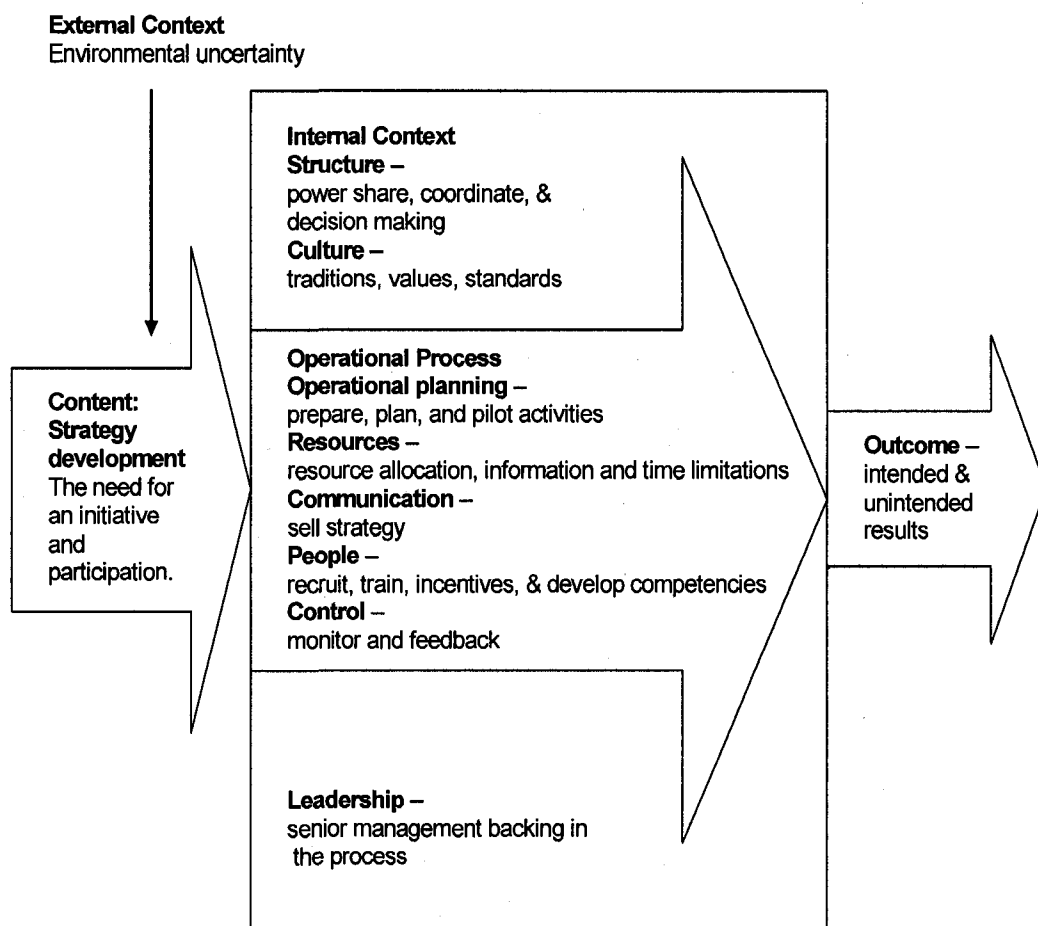 External Context
Environmental uncertainty
Internal Context
Structure –
power share, coordinate, &
decision making
Culture –
traditions, values, standards
Operational Process
Operational planning –
prepare, plan, and pilot activities
Resources –
resource allocation, information and time limitations
Communication –
sell strategy
People –
recruit, train, incentives, & develop competencies
Control –
monitor and feedback
Leadership –
senior management backing in
the process
Content:
Strategy
development
The need for
an initiative
and
participation.
Outcome –
intended &
unintended
results